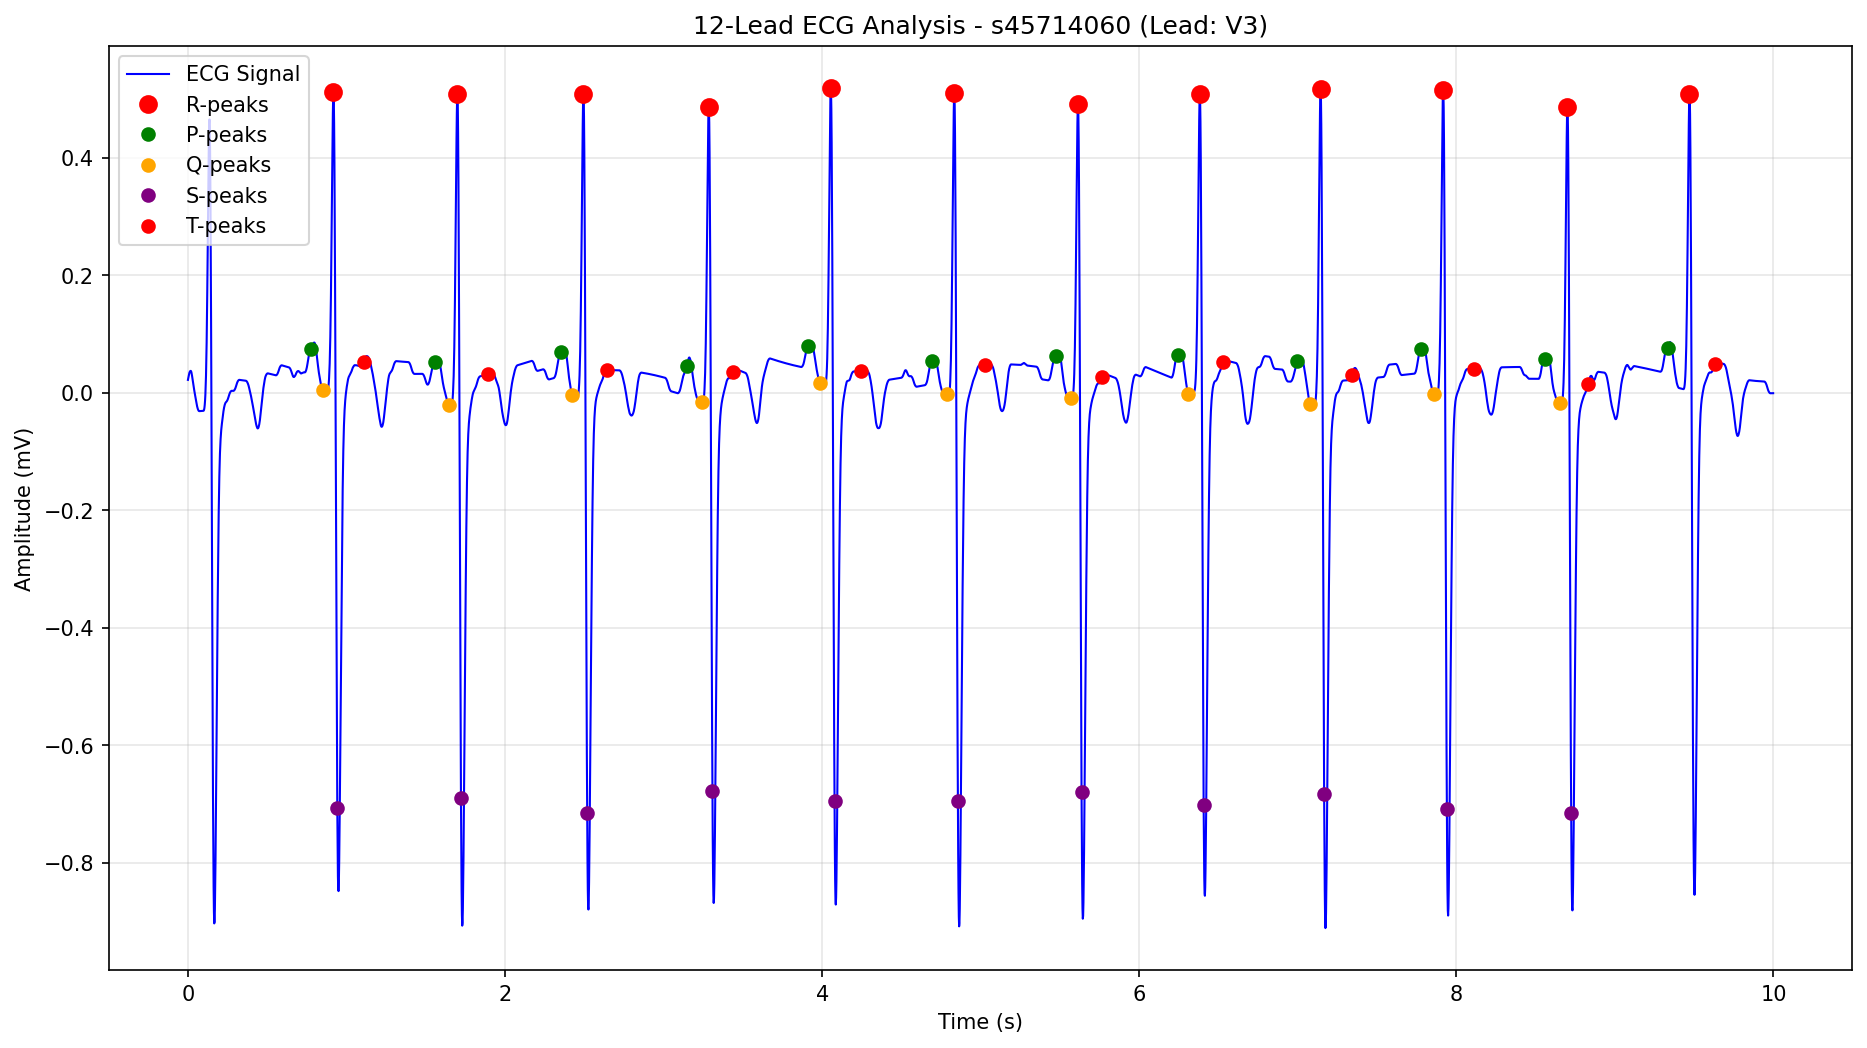 12-Lead ECG Analysis - s45714060 (Lead: V3)
ECG Signal
R-peaks
P-peaks
Q-peaks
S-peaks
T-peaks
Amplitude (mV)
0.4
0.2
0.0
−0.2
−0.4
−0.6
−0.8
0 2 4 6 8 10
Time (s)